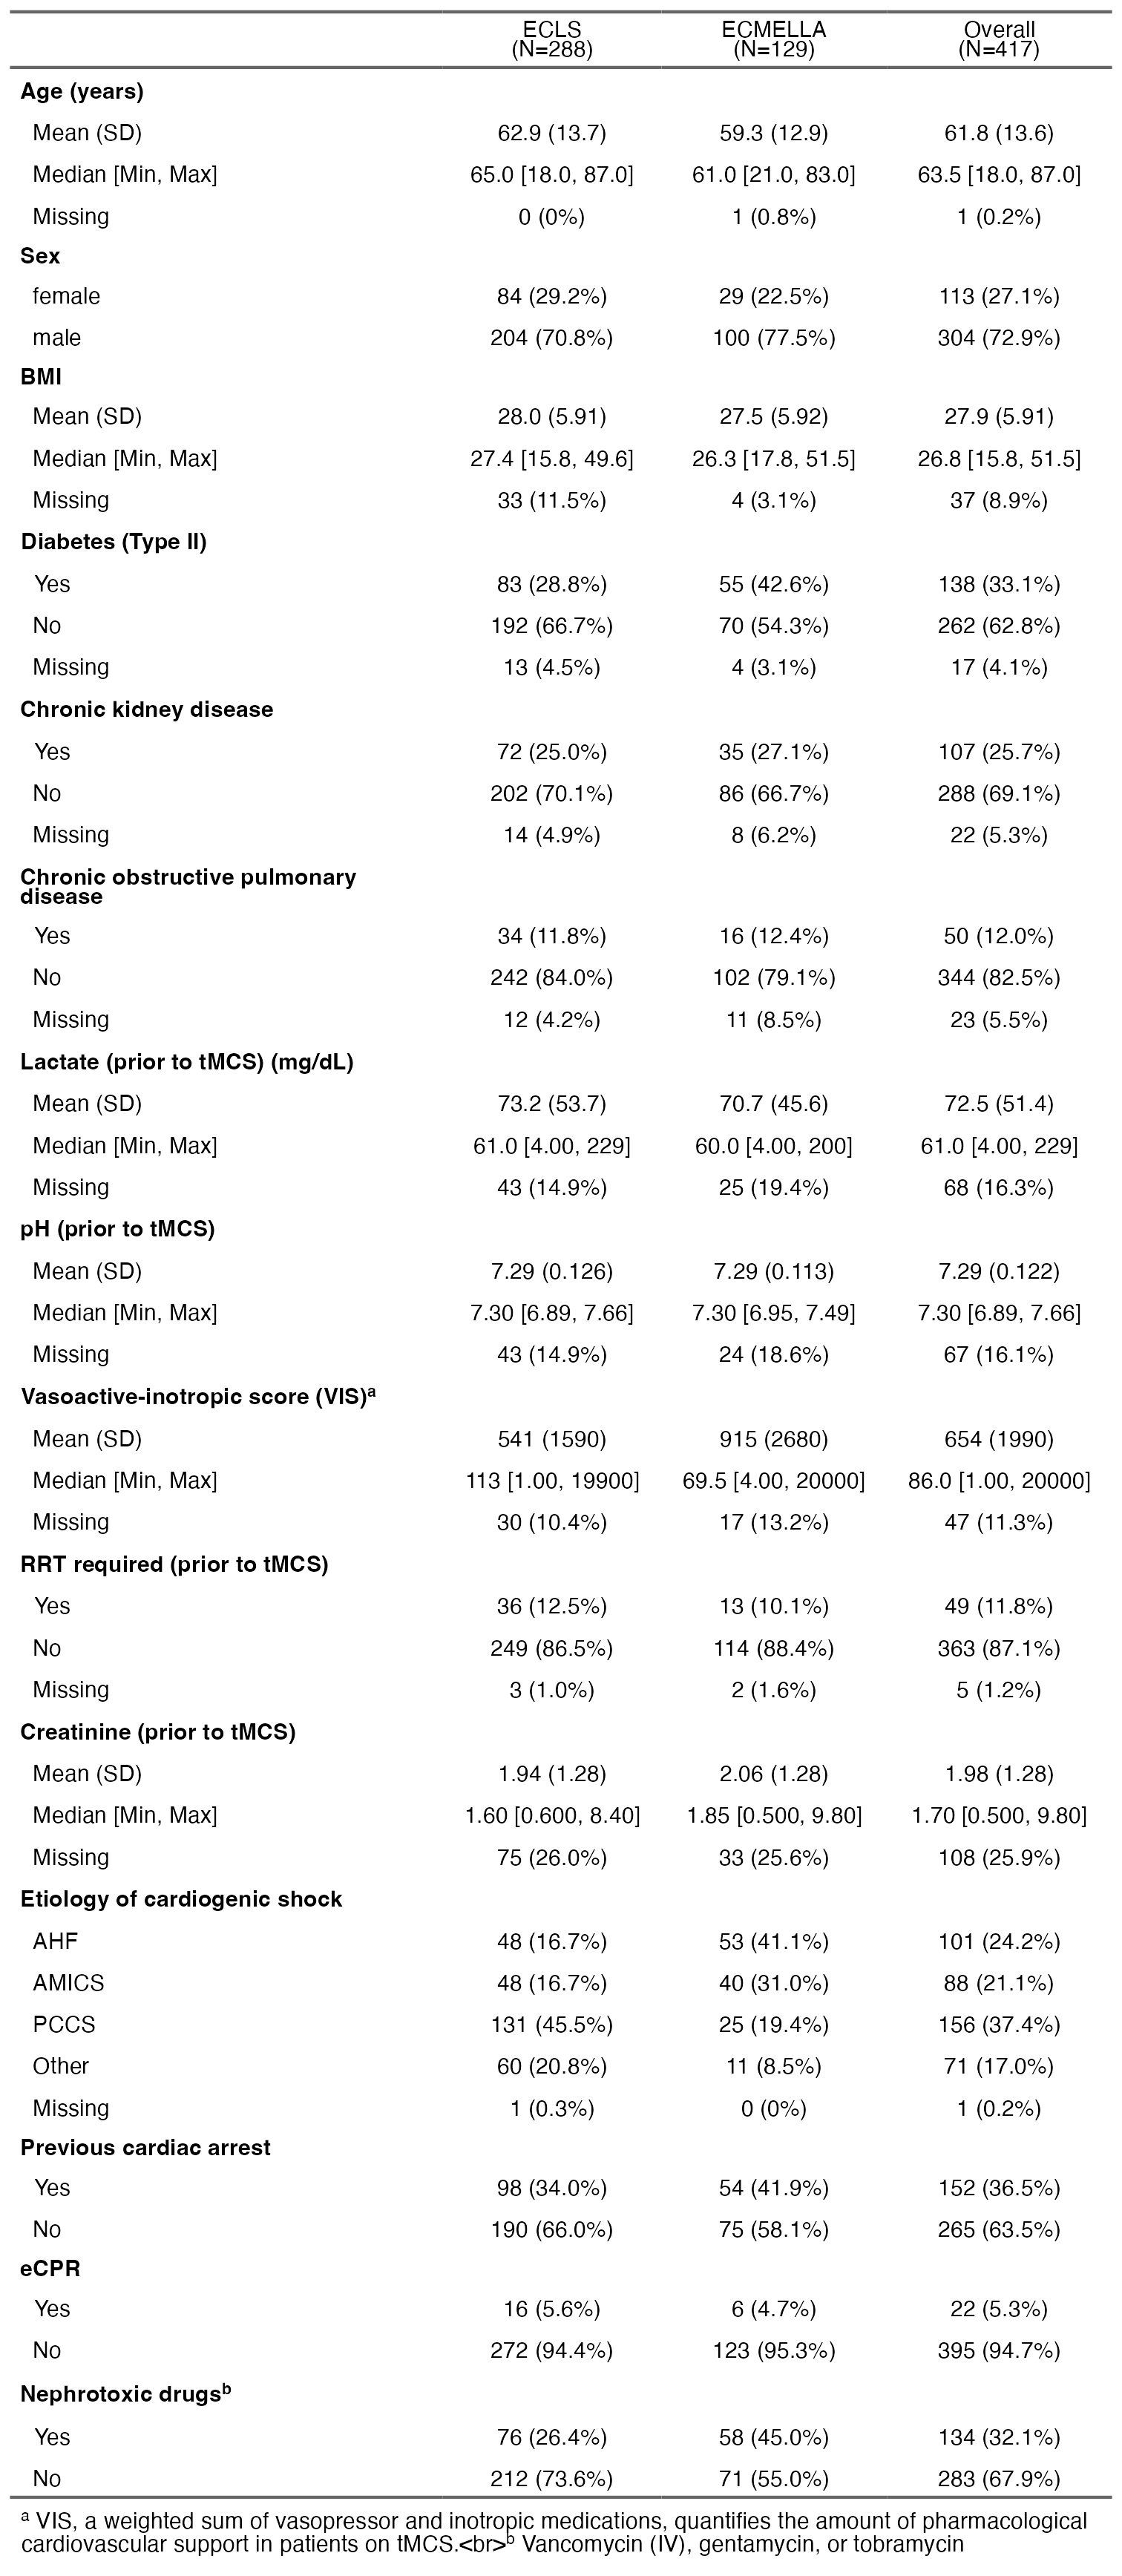 ECLS ECMELLA Overall
(N=288) (N=129) (N=417)
Age (years)
Mean (SD) 62.9 (13.7) 59.3 (12.9) 61.8 (13.6)
Median [Min, Max] 65.0 [18.0, 87.0] 61.0 [21.0, 83.0] 63.5 [18.0, 87.0]
Missing 0 (0%) 1 (0.8%) 1 (0.2%)
Sex
female 84 (29.2%) 29 (22.5%) 113 (27.1%)
male 204 (70.8%) 100 (77.5%) 304 (72.9%)
BMI
Mean (SD) 28.0 (5.91) 27.5 (5.92) 27.9 (5.91)
Median [Min, Max] 27.4 [15.8, 49.6] 26.3 [17.8, 51.5] 26.8 [15.8, 51.5]
Missing 33 (11.5%) 4 (3.1%) 37 (8.9%)
Diabetes (Type II)
Yes 83 (28.8%) 55 (42.6%) 138 (33.1%)
No 192 (66.7%) 70 (54.3%) 262 (62.8%)
Missing 13 (4.5%) 4 (3.1%) 17 (4.1%)
Chronic kidney disease
Yes 72 (25.0%) 35 (27.1%) 107 (25.7%)
No 202 (70.1%) 86 (66.7%) 288 (69.1%)
Missing 14 (4.9%) 8 (6.2%) 22 (5.3%)
Chronic obstructive pulmonary
disease
Yes 34 (11.8%) 16 (12.4%) 50 (12.0%)
No 242 (84.0%) 102 (79.1%) 344 (82.5%)
Missing 12 (4.2%) 11 (8.5%) 23 (5.5%)
Lactate (prior to tMCS) (mg/dL)
Mean (SD) 73.2 (53.7) 70.7 (45.6) 72.5 (51.4)
Median [Min, Max] 61.0 [4.00, 229] 60.0 [4.00, 200] 61.0 [4.00, 229]
Missing 43 (14.9%) 25 (19.4%) 68 (16.3%)
pH (prior to tMCS)
Mean (SD) 7.29 (0.126) 7.29 (0.113) 7.29 (0.122)
Median [Min, Max] 7.30 [6.89, 7.66] 7.30 [6.95, 7.49] 7.30 [6.89, 7.66]
Missing 43 (14.9%) 24 (18.6%) 67 (16.1%)
Vasoactive-inotropic score (VIS)a
Mean (SD) 541 (1590) 915 (2680) 654 (1990)
Median [Min, Max] 113 [1.00, 19900] 69.5 [4.00, 20000] 86.0 [1.00, 20000]
Missing 30 (10.4%) 17 (13.2%) 47 (11.3%)
RRT required (prior to tMCS)
Yes 36 (12.5%) 13 (10.1%) 49 (11.8%)
No 249 (86.5%) 114 (88.4%) 363 (87.1%)
Missing 3 (1.0%) 2 (1.6%) 5 (1.2%)
Creatinine (prior to tMCS)
Mean (SD) 1.94 (1.28) 2.06 (1.28) 1.98 (1.28)
Median [Min, Max] 1.60 [0.600, 8.40] 1.85 [0.500, 9.80] 1.70 [0.500, 9.80]
Missing 75 (26.0%) 33 (25.6%) 108 (25.9%)
Etiology of cardiogenic shock
AHF 48 (16.7%) 53 (41.1%) 101 (24.2%)
AMICS 48 (16.7%) 40 (31.0%) 88 (21.1%)
PCCS 131 (45.5%) 25 (19.4%) 156 (37.4%)
Other 60 (20.8%) 11 (8.5%) 71 (17.0%)
Missing 1 (0.3%) 0 (0%) 1 (0.2%)
Previous cardiac arrest
Yes 98 (34.0%) 54 (41.9%) 152 (36.5%)
No 190 (66.0%) 75 (58.1%) 265 (63.5%)
eCPR
Yes 16 (5.6%) 6 (4.7%) 22 (5.3%)
No 272 (94.4%) 123 (95.3%) 395 (94.7%)
Nephrotoxic drugsb
Yes 76 (26.4%) 58 (45.0%) 134 (32.1%)
No 212 (73.6%) 71 (55.0%) 283 (67.9%)
a VIS, a weighted sum of vasopressor and inotropic medications, quantifies the amount of pharmacological
cardiovascular support in patients on tMCS.<br>b Vancomycin (IV), gentamycin, or tobramycin